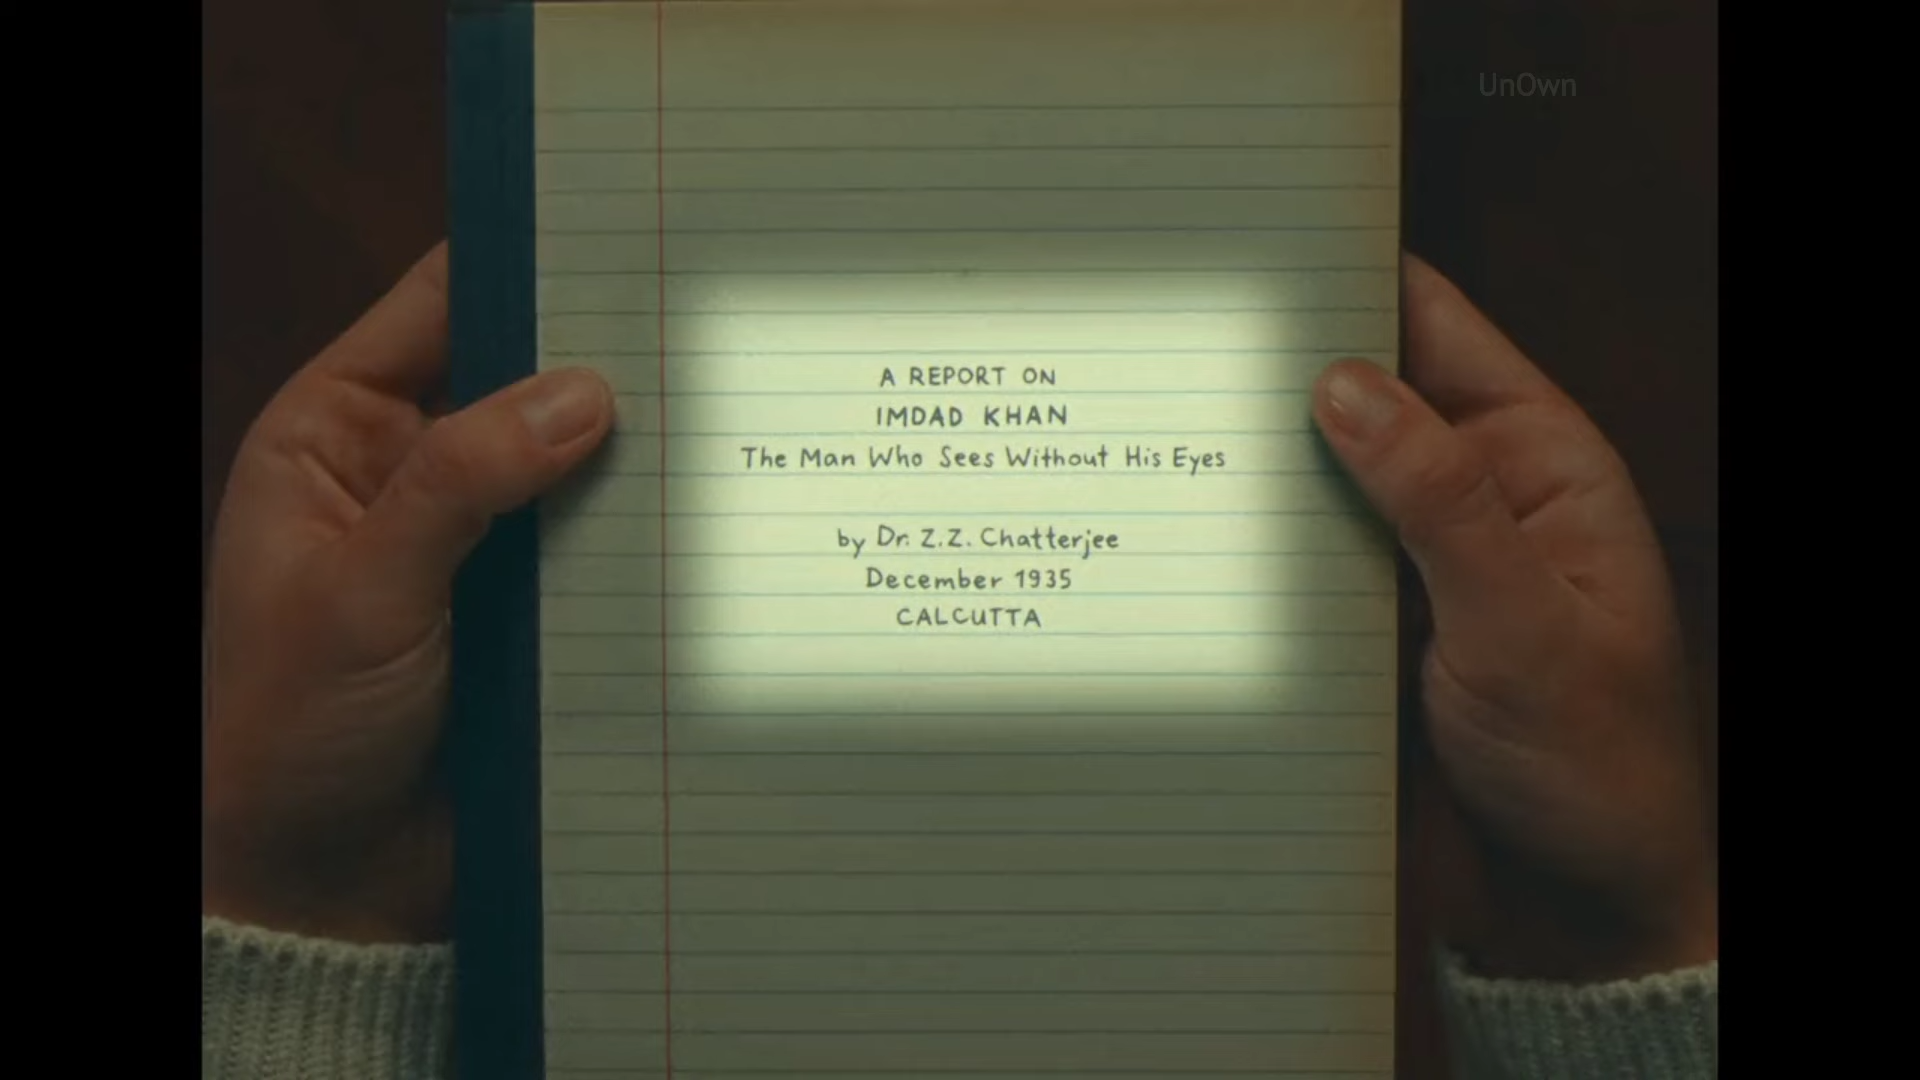 UnOwn
A REPORT ON
IMDAD KHAN
The Man Who Sees Without His Eyes
by Dr. Z.Z. Chatterjee
December 1935
CALCUTTA